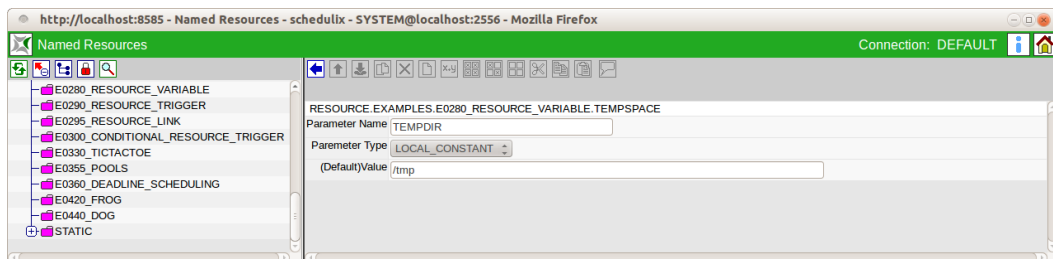 http://localhost:8585 - Named Resources - schedulix - SYSTEM@localhost:2556 - Mozilla Firefox
Named Resources
Connection: DEFAULT
E0280_RESOURCE_VARIABLE
E0290_RESOURCE_TRIGGER
E0295_RESOURCE_LINK
E0300_CONDITIONAL_RESOURCE_TRIGGER
E0330_TICTACTOE
E0355_POOLS
E0360_DEADLINE_SCHEDULING
E0420_FROG
E0440_DOG
STATIC
x,y
RESOURCE.EXAMPLES.E0280_RESOURCE_VARIABLE.TEMPSPACE
Parameter Name TEMPDIR
Paremeter Type LOCAL_CONSTANT
(Default)Value /tmp